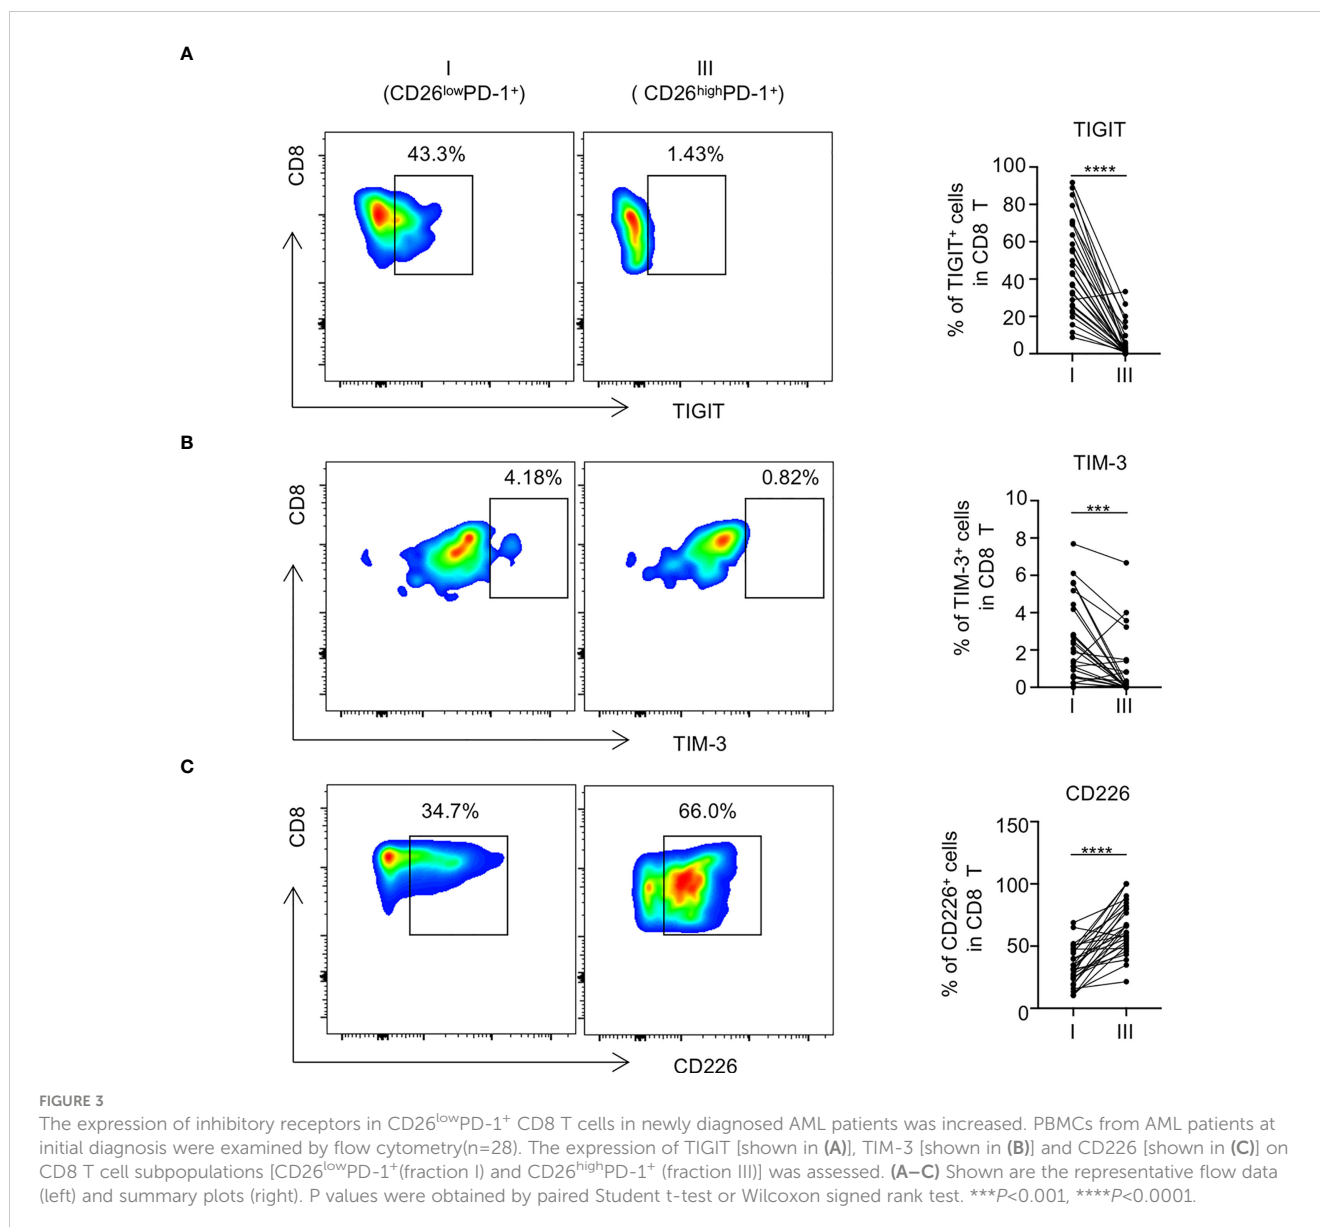 A
I
(CD26lowPD-1+)
III
( CD26highPD-1+)
43.3%
1.43%
CD8
TIGIT
TIGIT
% of TIGIT+ cells
in CD8 T
100
80
60
40
20
0
****
I III
B
4.18%
0.82%
CD8
TIM-3
TIM-3
% of TIM-3+ cells
in CD8 T
10
8
6
4
2
0
***
I III
C
34.7%
66.0%
CD8
CD226
CD226
% of CD226+ cells
in CD8 T
150
100
50
0
****
I III
FIGURE 3
The expression of inhibitory receptors in CD26lowPD-1+ CD8 T cells in newly diagnosed AML patients was increased. PBMCs from AML patients at
initial diagnosis were examined by flow cytometry(n=28). The expression of TIGIT [shown in (A)], TIM-3 [shown in (B)] and CD226 [shown in (C)] on
CD8 T cell subpopulations [CD26lowPD-1+(fraction I) and CD26highPD-1+ (fraction III)] was assessed. (A–C) Shown are the representative flow data
(left) and summary plots (right). P values were obtained by paired Student t-test or Wilcoxon signed rank test. ***P<0.001, ****P<0.0001.